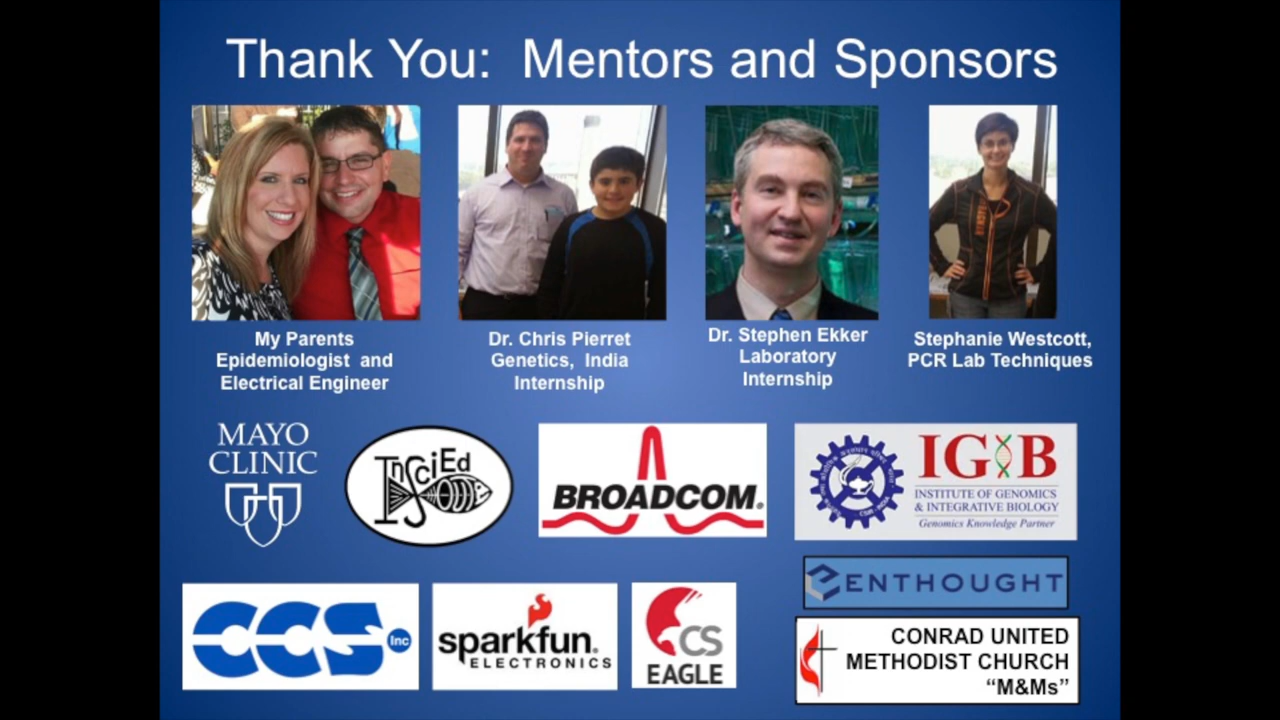 Thank You: Mentors and Sponsors
My Parents
Epidemiologist and
Electrical Engineer
Dr. Chris Pierret
Genetics, India
Internship
Dr. Stephen Ekker
Laboratory
Internship
Stephanie Westcott,
PCR Lab Techniques
MAYO
CLINIC
InSciEd
BROADCOM.
IGIB
INSTITUTE OF GENOMICS
& INTEGRATIVE BIOLOGY
Genomics Knowledge Partner
CSIR-INDIA
ENTHOUGHT
CCS Inc
sparkfun.
ELECTRONICS
CS
EAGLE
CONRAD UNITED
METHODIST CHURCH
“M&Ms”